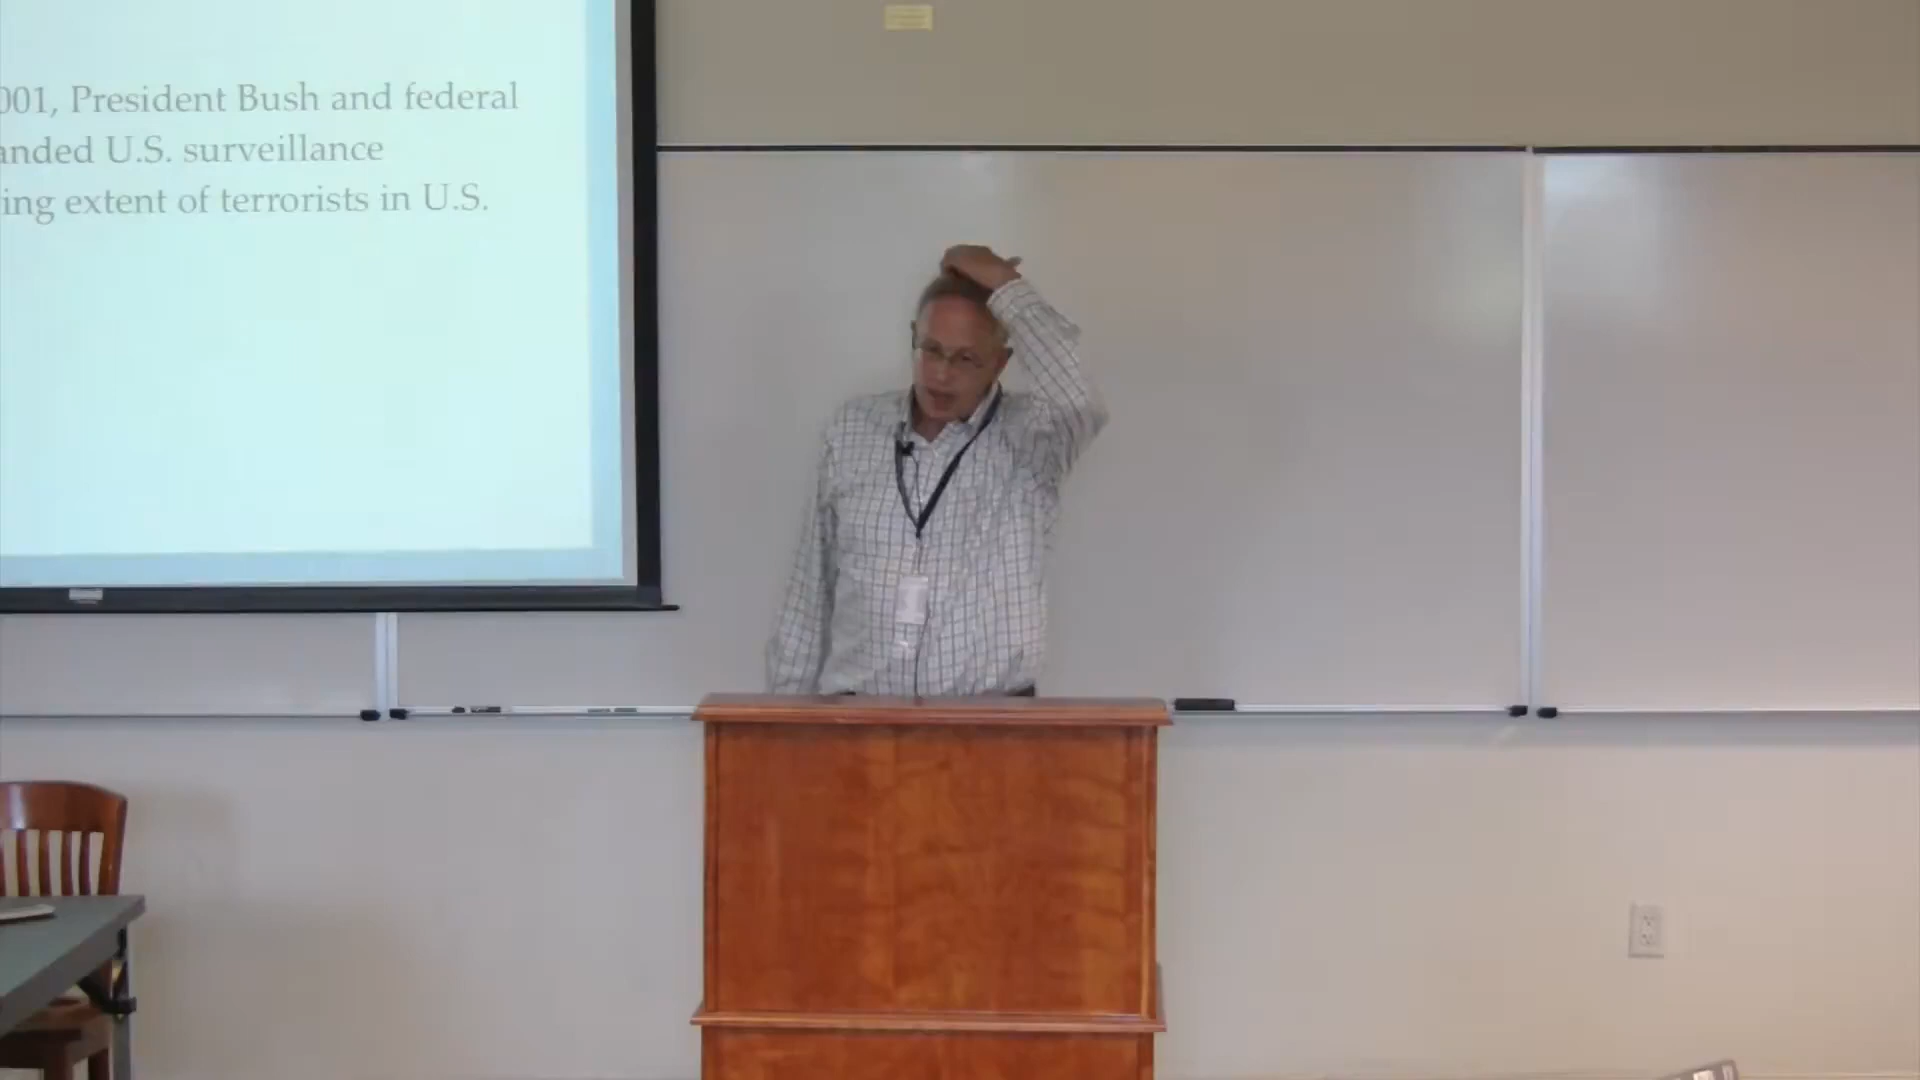 001, President Bush and federal
anded U.S. surveillance
ing extent of terrorists in U.S.